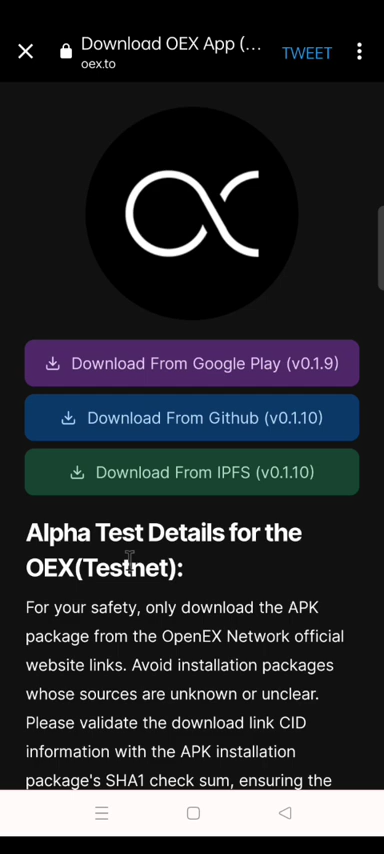 Download OEX App (...
oex.to
TWEET
Download From Google Play (v0.1.9)
Download From Github (v0.1.10)
Download From IPFS (v0.1.10)
Alpha Test Details for the
OEX(Testnet):
For your safety, only download the APK
package from the OpenEX Network official
website links. Avoid installation packages
whose sources are unknown or unclear.
Please validate the download link CID
information with the APK installation
package's SHA1 check sum, ensuring the